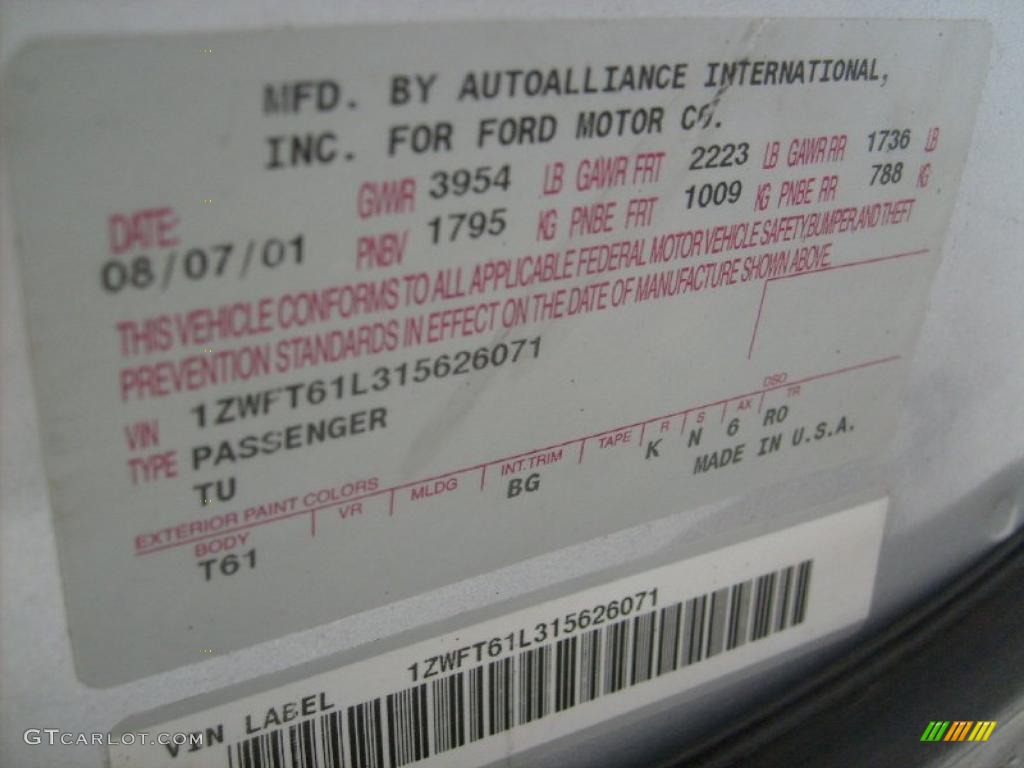 MFD. BY AUTOALLIANCE INTERNATIONAL,
INC. FOR FORD MOTOR CO.
DATE: GVWR 3954 LB GAWR FRT 2223 LB GAWR RR 1736 LB
08/07/01 PNBV 1795 KG PNBE FRT 1009 KG PNBE RR 788 KG
THIS VEHICLE CONFORMS TO ALL APPLICABLE FEDERAL MOTOR VEHICLE SAFETY, BUMPER, AND THEFT
PREVENTION STANDARDS IN EFFECT ON THE DATE OF MANUFACTURE SHOWN ABOVE.
VIN 1ZWFT61L315626071
TYPE PASSENGER
TU
DSO
EXTERIOR PAINT COLORS
BODY VR MLDG INT.TRIM TAPE R S AX TR
T61 BG K N 6 RO
MADE IN U.S.A.
VIN LABEL 1ZWFT61L315626071
GTCARLOT.COM